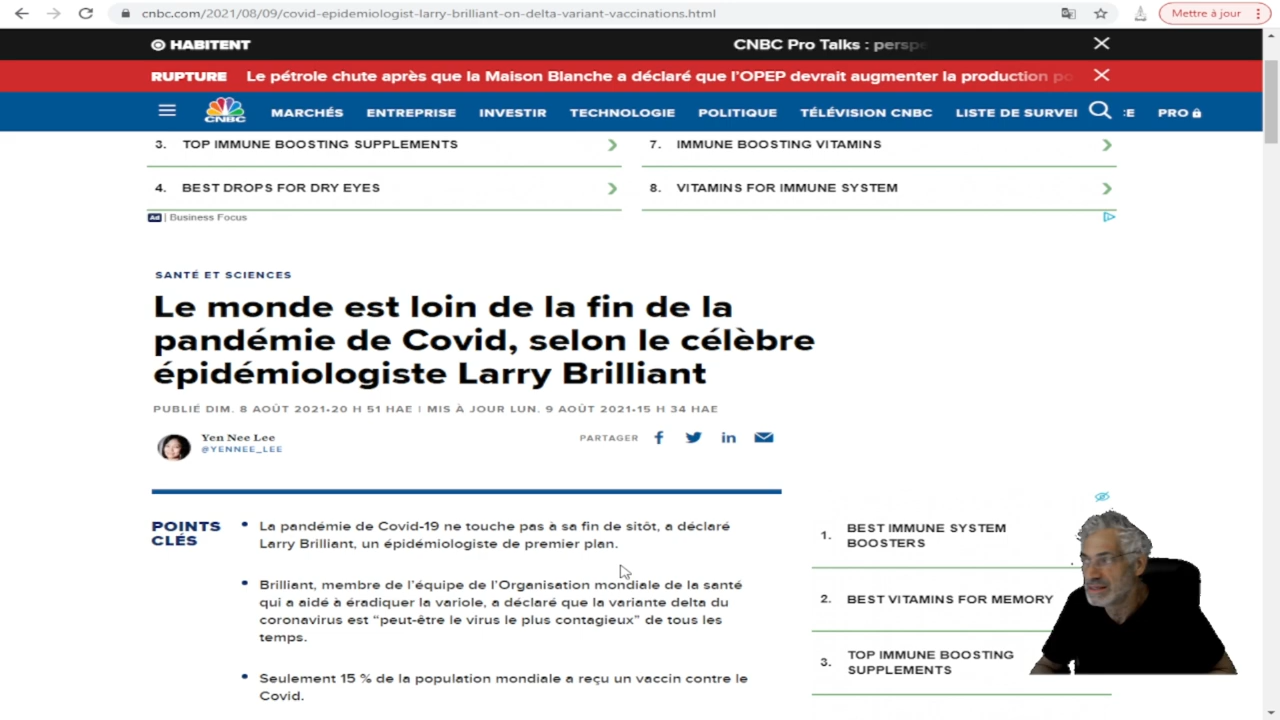 cnbc.com/2021/08/09/covid-epidemiologist-larry-brilliant-on-delta-variant-vaccinations.html
Mettre à jour
HABITENT
CNBC Pro Talks : perspe
RUPTURE Le pétrole chute après que la Maison Blanche a déclaré que l'OPEP devrait augmenter la production po
CNBC
MARCHÉS ENTREPRISE INVESTIR TECHNOLOGIE POLITIQUE TÉLÉVISION CNBC LISTE DE SURVEI E PRO
3. TOP IMMUNE BOOSTING SUPPLEMENTS
7. IMMUNE BOOSTING VITAMINS
4. BEST DROPS FOR DRY EYES
8. VITAMINS FOR IMMUNE SYSTEM
Ad | Business Focus
SANTÉ ET SCIENCES
Le monde est loin de la fin de la
pandémie de Covid, selon le célèbre
épidémiologiste Larry Brilliant
PUBLIÉ DIM. 8 AOÛT 2021•20 H 51 HAE | MIS À JOUR LUN. 9 AOÛT 2021•15 H 34 HAE
Yen Nee Lee
@YENNEE_LEE
PARTAGER
POINTS
CLÉS
La pandémie de Covid-19 ne touche pas à sa fin de sitôt, a déclaré
Larry Brilliant, un épidémiologiste de premier plan.
Brilliant, membre de l'équipe de l'Organisation mondiale de la santé
qui a aidé à éradiquer la variole, a déclaré que la variante delta du
coronavirus est “peut-être le virus le plus contagieux” de tous les
temps.
Seulement 15 % de la population mondiale a reçu un vaccin contre le
Covid.
1. BEST IMMUNE SYSTEM
BOOSTERS
2. BEST VITAMINS FOR MEMORY
3. TOP IMMUNE BOOSTING
SUPPLEMENTS